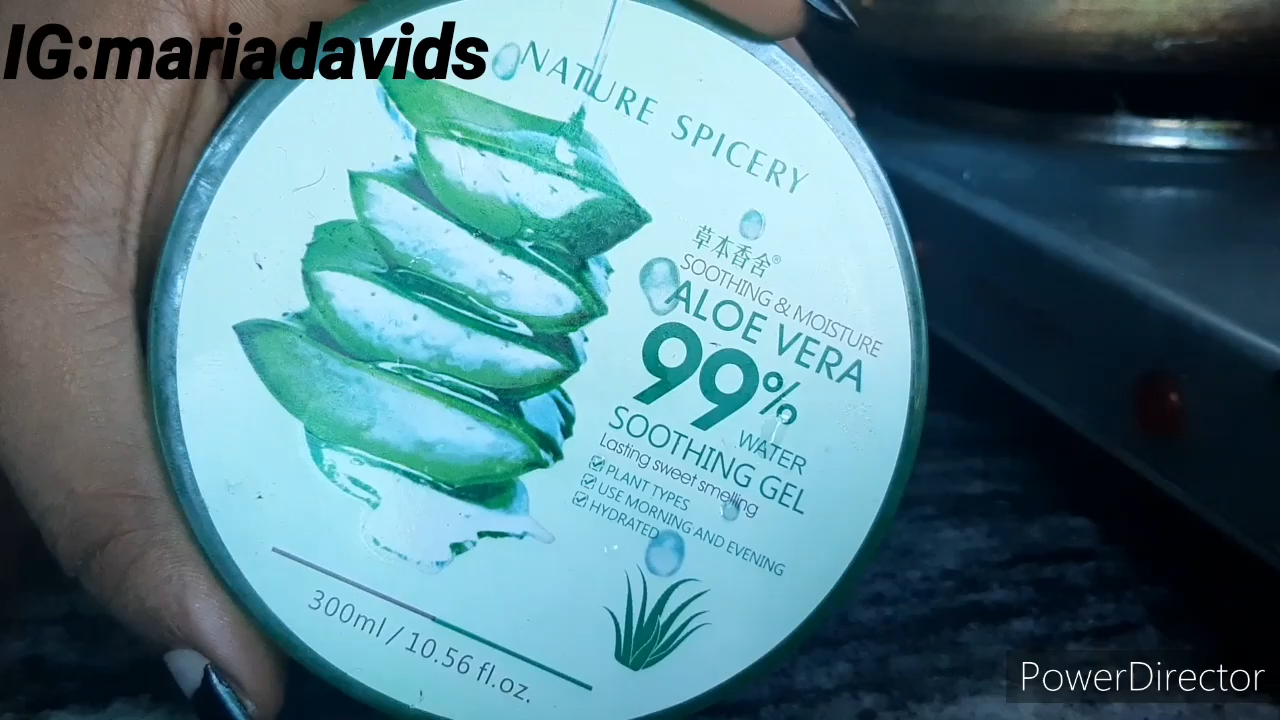 IG:mariadavids
NATURE SPICERY
草本香舍®
SOOTHING & MOISTURE
ALOE VERA
99%
WATER
SOOTHING GEL
Lasting sweet smelling
PLANT TYPES
USE MORNING AND EVENING
HYDRATED
300ml / 10.56 fl.oz.
PowerDirector